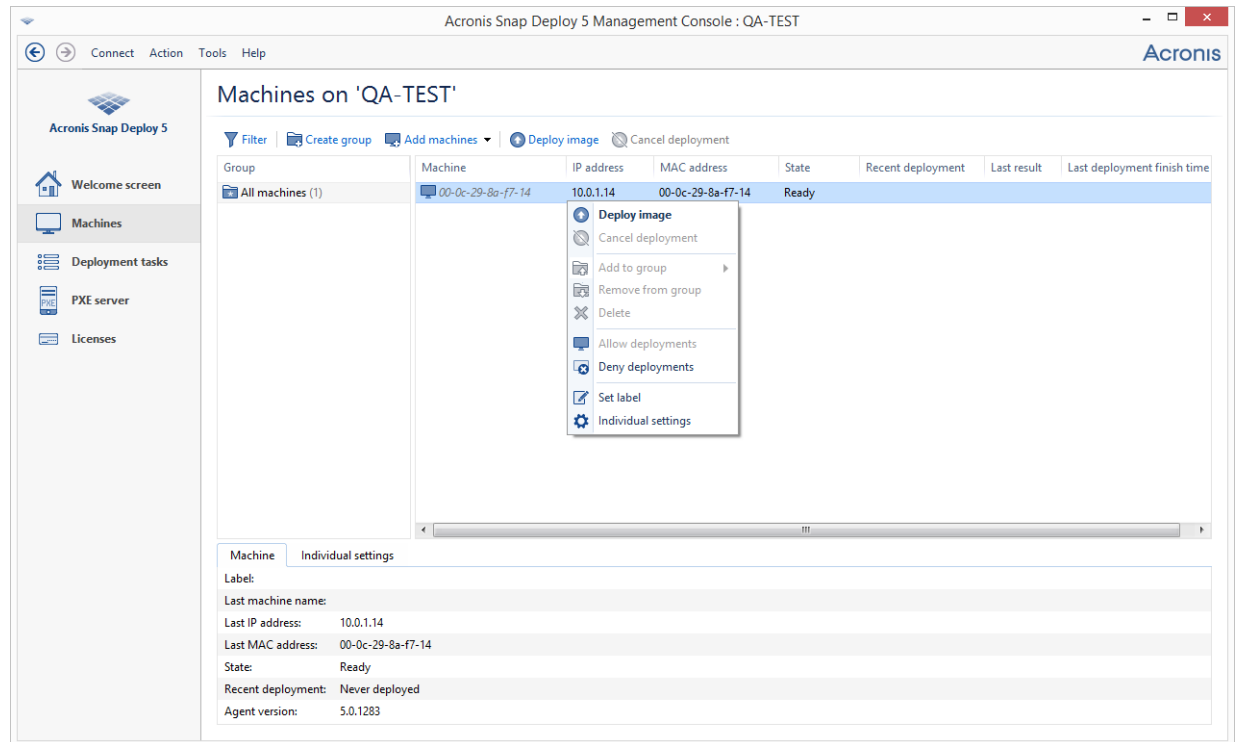 Acronis Snap Deploy 5 Management Console : QA-TEST
Connect Action Tools Help
Acronis
Acronis Snap Deploy 5
Welcome screen
Machines
Deployment tasks
PXE
PXE server
Licenses
Machines on 'QA-TEST'
Filter Create group Add machines Deploy image Cancel deployment
Group
All machines (1)
Machine IP address MAC address State Recent deployment Last result Last deployment finish time
00-0c-29-8a-f7-14 10.0.1.14 00-0c-29-8a-f7-14 Ready
Deploy image
Cancel deployment
Add to group
Remove from group
Delete
Allow deployments
Deny deployments
Set label
Individual settings
Machine Individual settings
Label:
Last machine name:
Last IP address: 10.0.1.14
Last MAC address: 00-0c-29-8a-f7-14
State: Ready
Recent deployment: Never deployed
Agent version: 5.0.1283